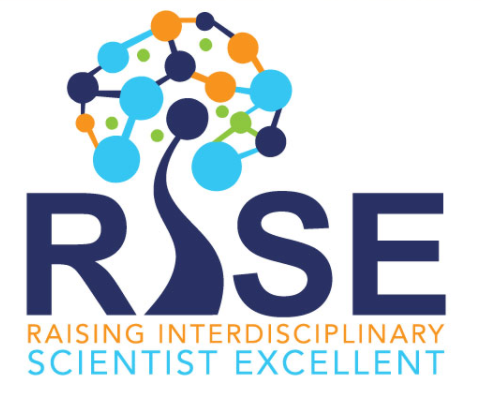 RISE
RAISING INTERDISCIPLINARY
SCIENTIST EXCELLENT